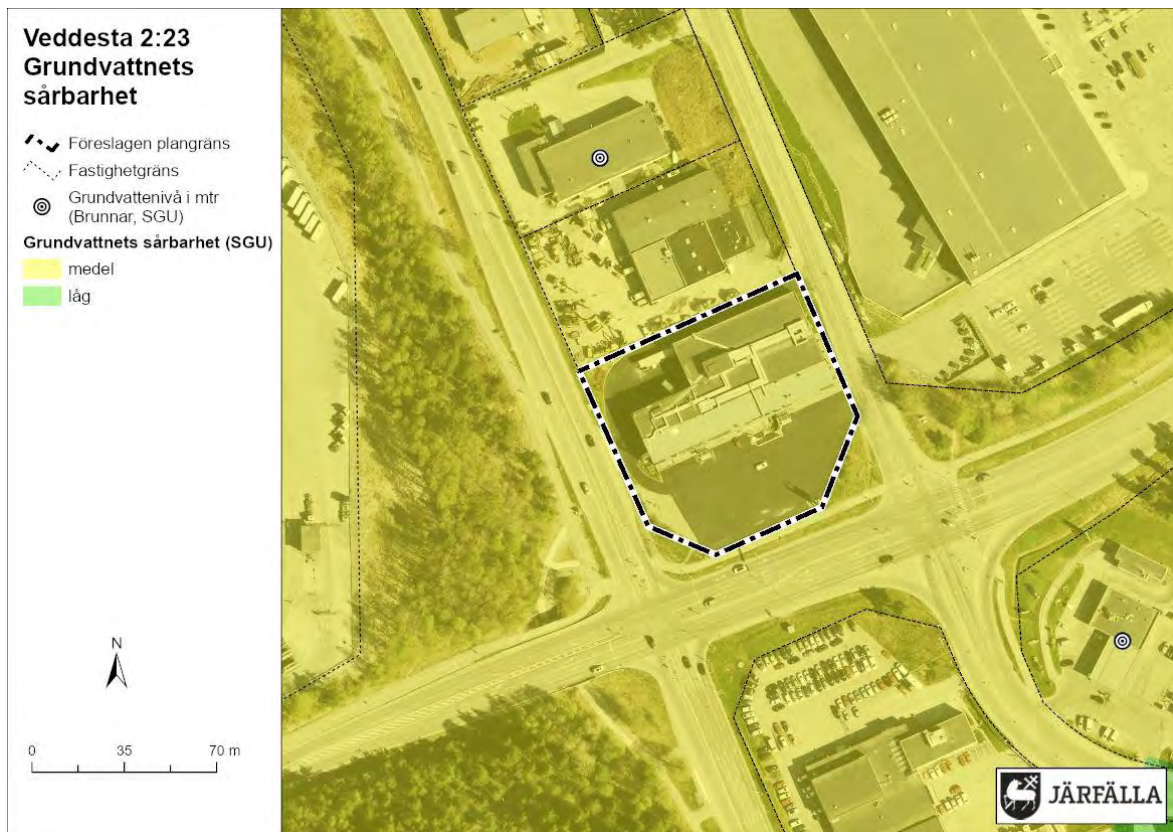 Veddesta 2:23
Grundvattnets
sårbarhet
Föreslagen plangräns
Fastighetgräns
Grundvattenivå i mtr
(Brunnar, SGU)
Grundvattnets sårbarhet (SGU)
medel
låg
N
0 35 70 m
JÄRFÄLLA